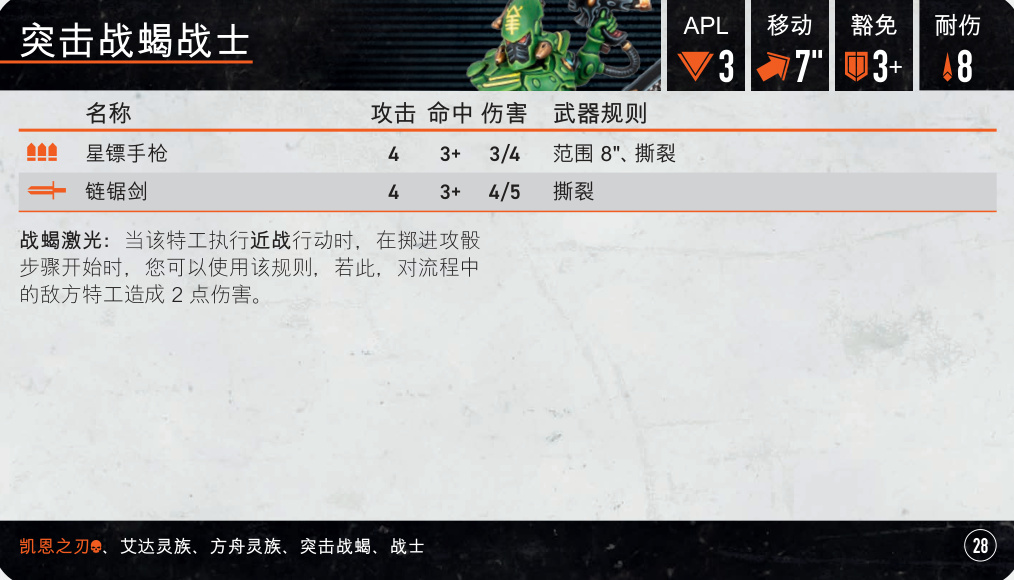 突击战蝎战士
APL 移动 豁免 耐伤
3 7" 3+ 8
名称 攻击 命中 伤害 武器规则
星镖手枪 4 3+ 3/4 范围 8"、撕裂
链锯剑 4 3+ 4/5 撕裂
战蝎激光：当该特工执行近战行动时，在掷进攻骰
步骤开始时，您可以使用该规则，若此，对流程中
的敌方特工造成 2 点伤害。
凯恩之刃、艾达灵族、方舟灵族、突击战蝎、战士
28